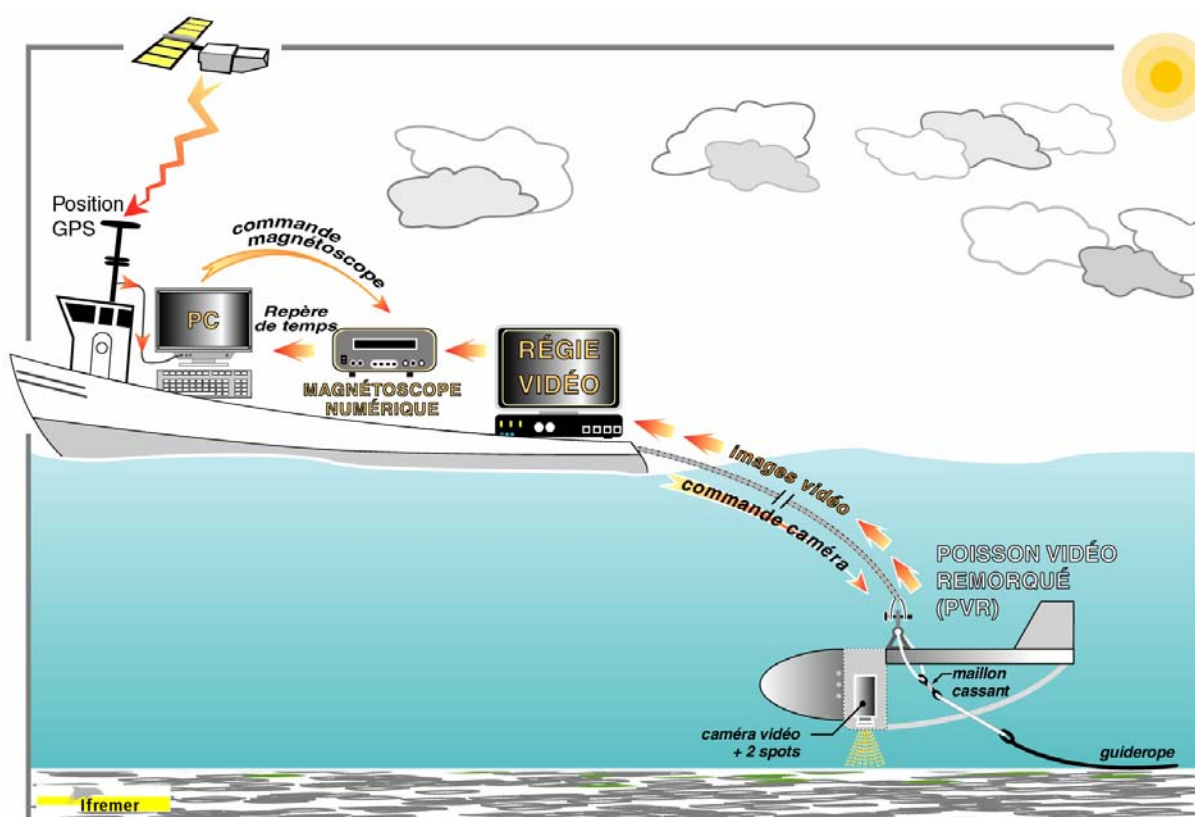 Position
GPS
commande
magnétoscope
PC
Repère
de temps
MAGNÉTOSCOPE
NUMÉRIQUE
RÉGIE
VIDÉO
images vidéo
commande caméra
POISSON VIDÉO
REMORQUÉ
(PVR)
maillon
cassant
caméra vidéo
+ 2 spots
guiderope
Ifremer